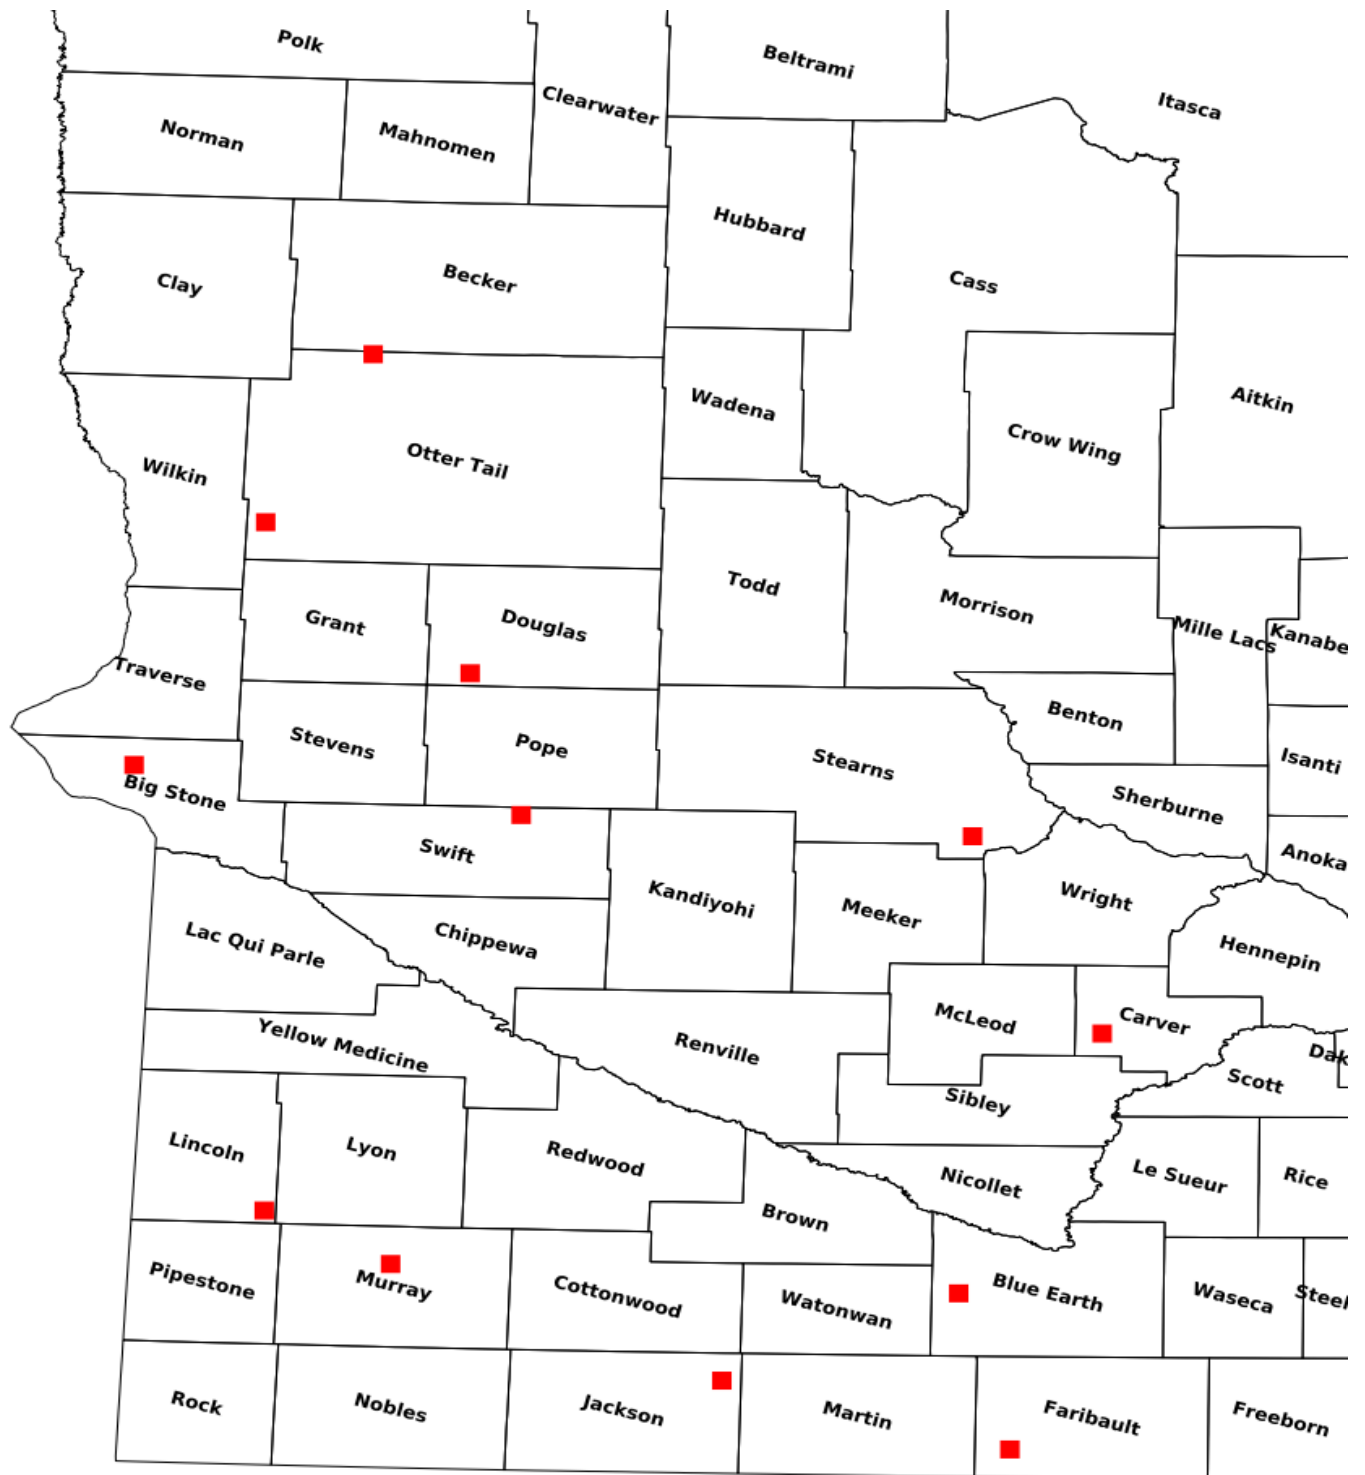 Polk
Beltrami
Itasca
Clearwater
Norman
Mahnomen
Hubbard
Clay
Becker
Cass
Wadena
Aitkin
Crow Wing
Otter Tail
Wilkin
Todd
Morrison
Grant
Douglas
Mille Lacs
Kanabe
Traverse
Benton
Stevens
Pope
Stearns
Isanti
Big Stone
Sherburne
Swift
Anoka
Kandiyohi
Wright
Meeker
Lac Qui Parle
Chippewa
Hennepin
McLeod
Carver
Yellow Medicine
Renville
Dak
Scott
Sibley
Lincoln
Lyon
Redwood
Nicollet
Le Sueur
Rice
Brown
Pipestone
Murray
Cottonwood
Watonwan
Blue Earth
Waseca
Steel
Rock
Nobles
Jackson
Martin
Faribault
Freeborn